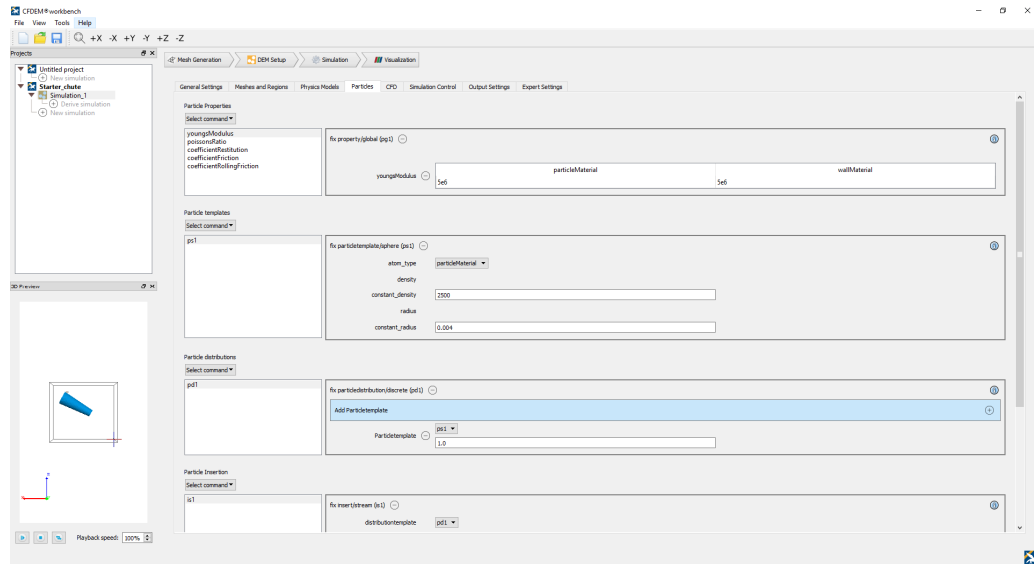 CFDEM®workbench
File View Tools Help
+X -X +Y -Y +Z -Z
Projects
Untitled project
New simulation
Starter_chute
Simulation_1
Derive simulation
New simulation
3D Preview
Playback speed: 100%
Mesh Generation DEM Setup Simulation Visualization
General Settings Meshes and Regions Physics Models Particles CFD Simulation Control Output Settings Expert Settings
Particle Properties
Select command
youngsModulus
poissonsRatio
coefficientRestitution
coefficientFriction
coefficientRollingFriction
fix property/global (pg1)
particleMaterial wallMaterial
youngsModulus 5e6 5e6
Particle templates
Select command
ps1
fix particletemplate/sphere (ps1)
atom_type particleMaterial
density
constant_density 2500
radius
constant_radius 0.004
Particle distributions
Select command
pd1
fix particledistribution/discrete (pd1)
Add Particletemplate
Particletemplate ps1
1.0
Particle Insertion
Select command
is1
fix insert/stream (is1)
distributiontemplate pd1